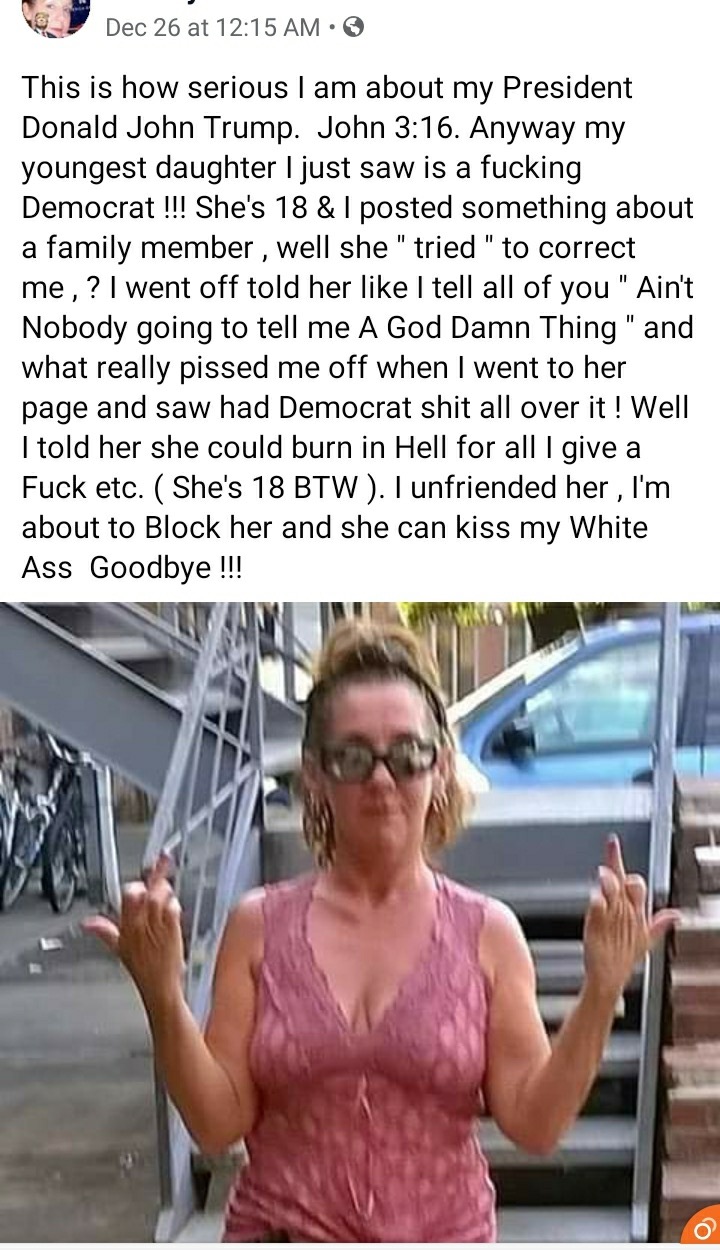 Dec 26 at 12:15 AM •
This is how serious I am about my President
Donald John Trump.  John 3:16. Anyway my
youngest daughter I just saw is a fucking
Democrat !!! She's 18 & I posted something about
a family member , well she " tried " to correct
me , ? I went off told her like I tell all of you " Ain't
Nobody going to tell me A God Damn Thing " and
what really pissed me off when I went to her
page and saw had Democrat shit all over it ! Well
I told her she could burn in Hell for all I give a
Fuck etc. ( She's 18 BTW ). I unfriended her , I'm
about to Block her and she can kiss my White
Ass  Goodbye !!!